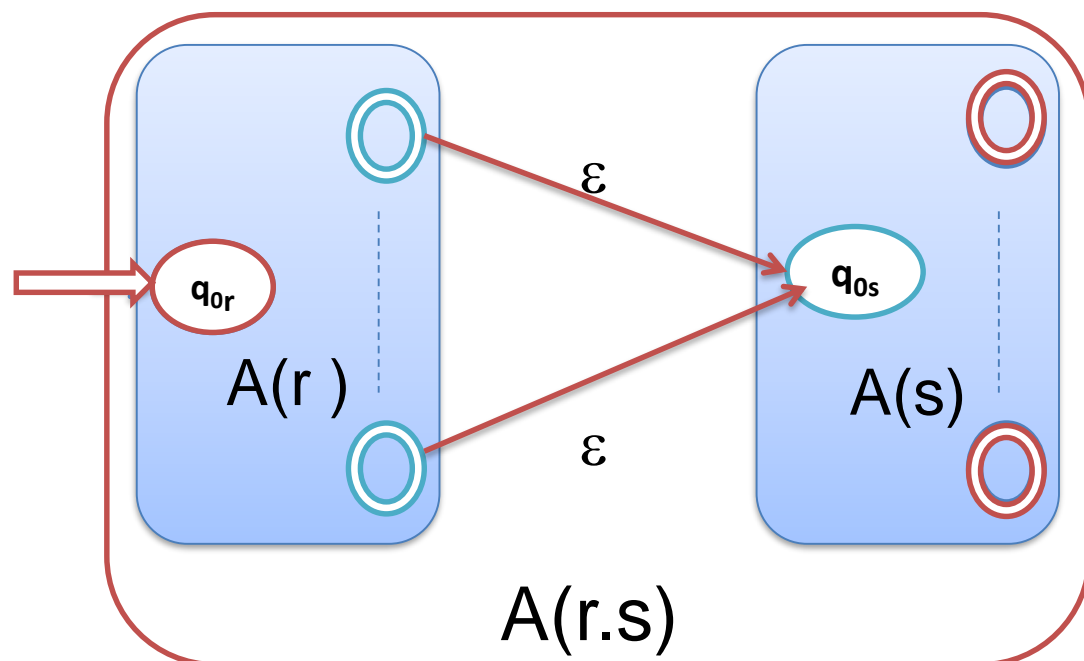 ε
q0r
q0s
A(r )
A(s)
ε
A(r.s)